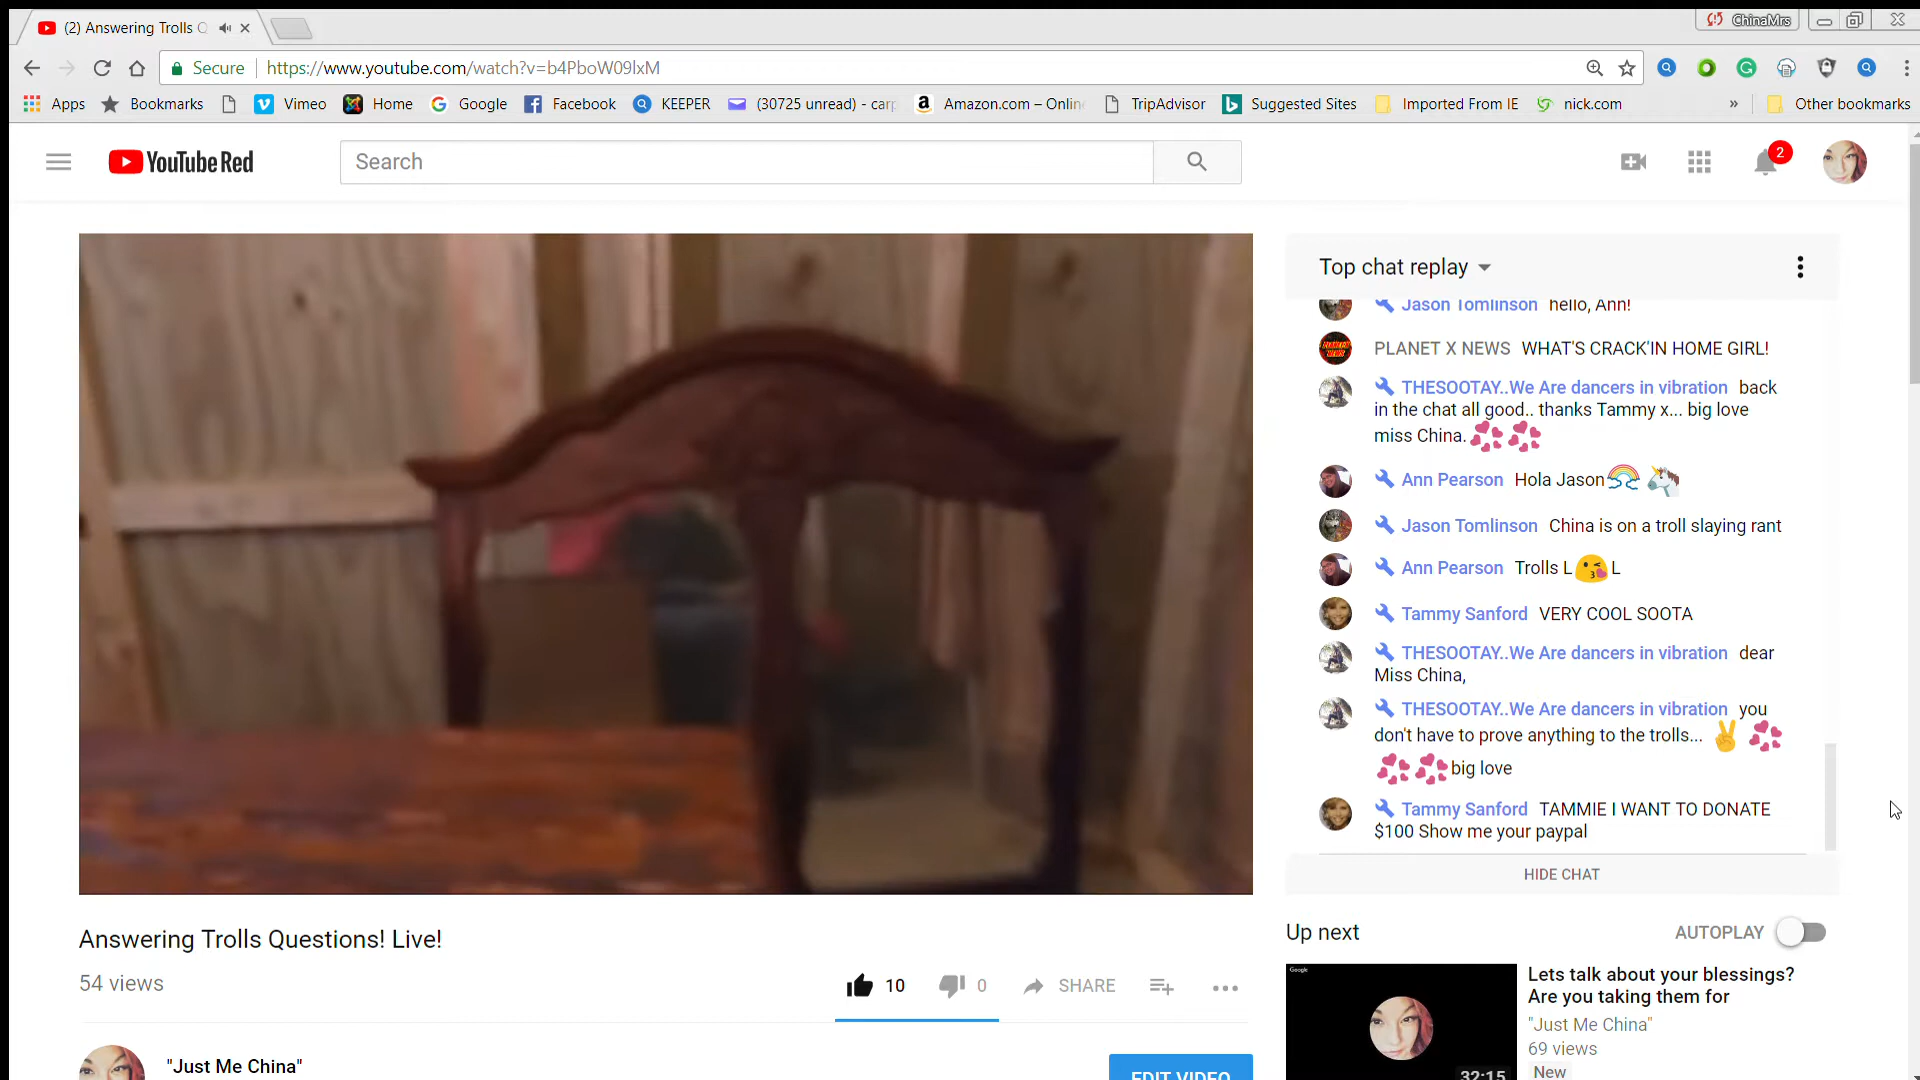 (2) Answering Trolls Q
ChinaMrs
Secure
https://www.youtube.com/watch?v=b4PboW09lxM
Apps
Bookmarks
Vimeo
Home
Google
Facebook
KEEPER
(30725 unread) - carp
Amazon.com – Onlin
TripAdvisor
Suggested Sites
Imported From IE
nick.com
»
Other bookmarks
YouTube Red
Search
2
Top chat replay
Jason Tomlinson hello, Ann!
PLANET X NEWS WHAT'S CRACK'IN HOME GIRL!
THESOOTAY..We Are dancers in vibration back
in the chat all good.. thanks Tammy x... big love
miss China.💞💞
Ann Pearson Hola Jason🌈🦄
Jason Tomlinson China is on a troll slaying rant
Ann Pearson Trolls L😘L
Tammy Sanford VERY COOL SOOTA
THESOOTAY..We Are dancers in vibration dear
Miss China,
THESOOTAY..We Are dancers in vibration you
don't have to prove anything to the trolls... ✌💞
💞💞big love
Tammy Sanford TAMMIE I WANT TO DONATE
$100 Show me your paypal
HIDE CHAT
Answering Trolls Questions! Live!
54 views
10
0
SHARE
"Just Me China"
EDIT VIDEO
Up next
AUTOPLAY
Google
32:15
Lets talk about your blessings?
Are you taking them for
"Just Me China"
69 views
New